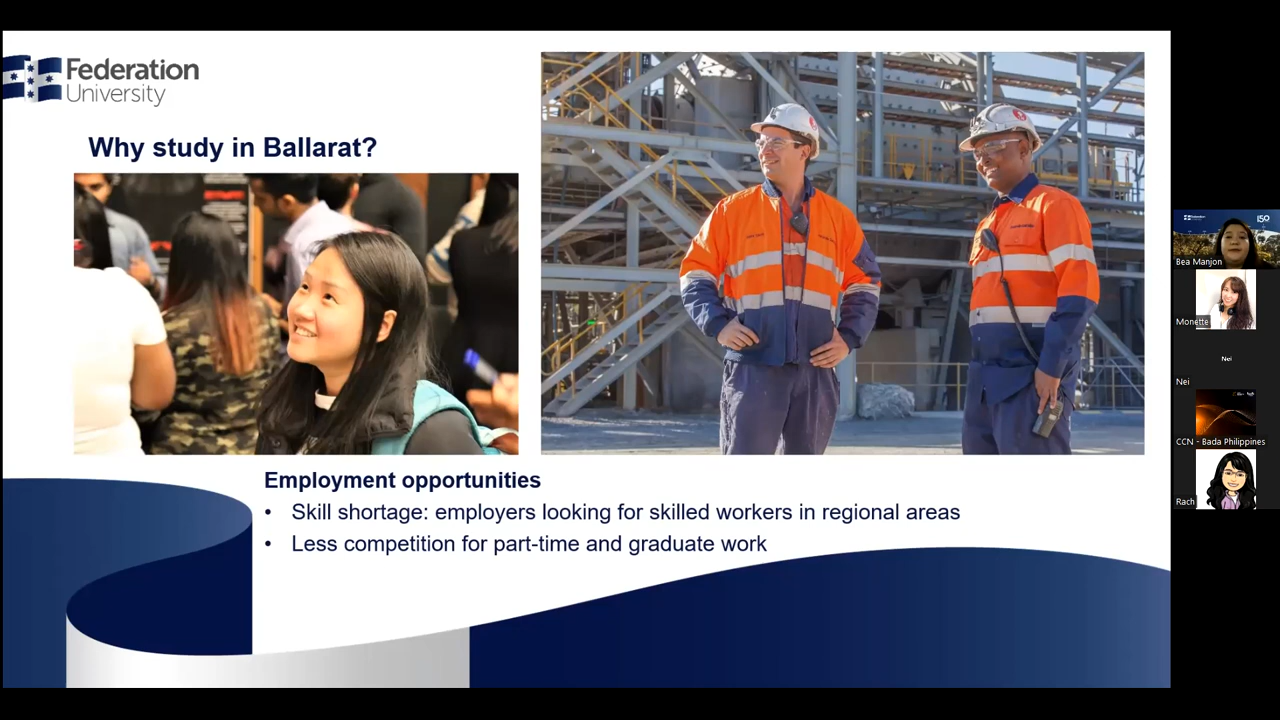 Federation
University
Why study in Ballarat?
Employment opportunities
• Skill shortage: employers looking for skilled workers in regional areas
• Less competition for part-time and graduate work
Bea Manjon
Monette
Nei
Nei
CCN - Bada Philippines
Rach